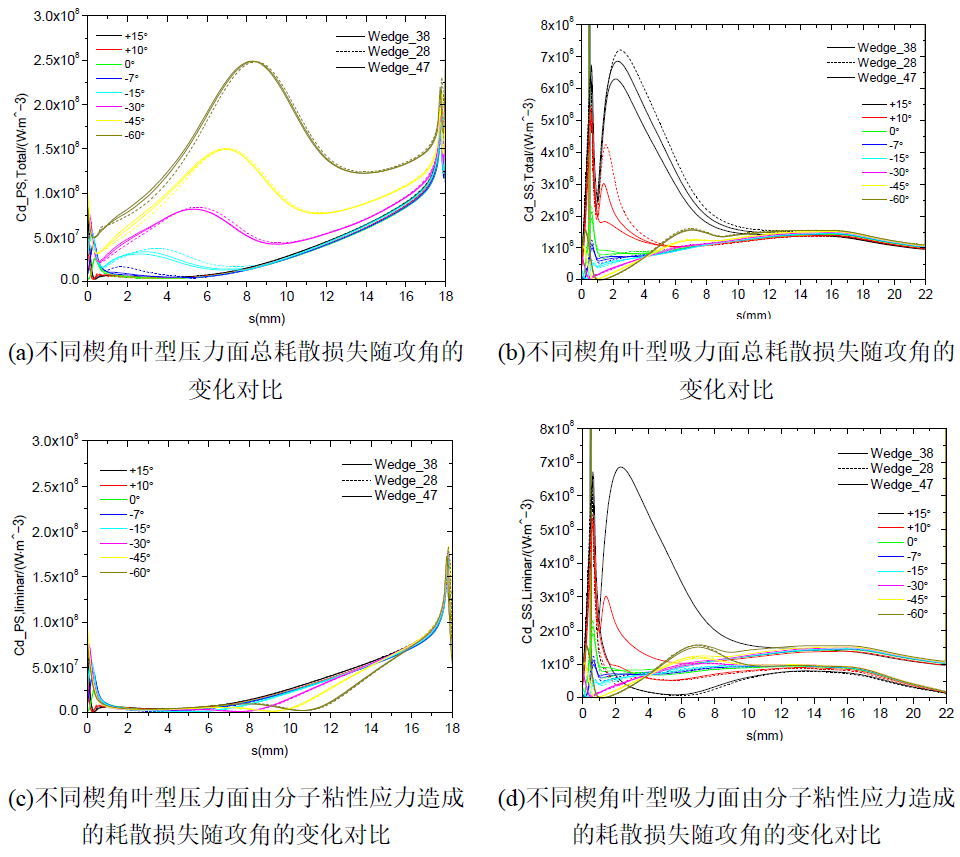 3.0x10⁸
2.5x10⁸
2.0x10⁸
1.5x10⁸
1.0x10⁸
5.0x10⁷
0.0
Cd_PS,Total/(W·m^−3)
+15°
+10°
0°
-7°
-15°
-30°
-45°
-60°
Wedge_38
Wedge_28
Wedge_47
0 2 4 6 8 10 12 14 16 18
s(mm)
8x10⁸
7x10⁸
6x10⁸
5x10⁸
4x10⁸
3x10⁸
2x10⁸
1x10⁸
0
Cd_SS,Total/(W·m^−3)
Wedge_38
Wedge_28
Wedge_47
+15°
+10°
0°
-7°
-15°
-30°
-45°
-60°
0 2 4 6 8 10 12 14 16 18 20 22
s(mm)
(a)不同楔角叶型压力面总耗散损失随攻角的
变化对比
(b)不同楔角叶型吸力面总耗散损失随攻角的
变化对比
3.0x10⁸
2.5x10⁸
2.0x10⁸
1.5x10⁸
1.0x10⁸
5.0x10⁷
0.0
Cd_PS,liminar/(W·m^−3)
+15°
+10°
0°
-7°
-15°
-30°
-45°
-60°
Wedge_38
Wedge_28
Wedge_47
0 2 4 6 8 10 12 14 16 18
s(mm)
8x10⁸
7x10⁸
6x10⁸
5x10⁸
4x10⁸
3x10⁸
2x10⁸
1x10⁸
0
Cd_SS,Liminar/(W·m^−3)
Wedge_38
Wedge_28
Wedge_47
+15°
+10°
0°
-7°
-15°
-30°
-45°
-60°
0 2 4 6 8 10 12 14 16 18 20 22
s(mm)
(c)不同楔角叶型压力面由分子粘性应力造成
的耗散损失随攻角的变化对比
(d)不同楔角叶型吸力面由分子粘性应力造成
的耗散损失随攻角的变化对比